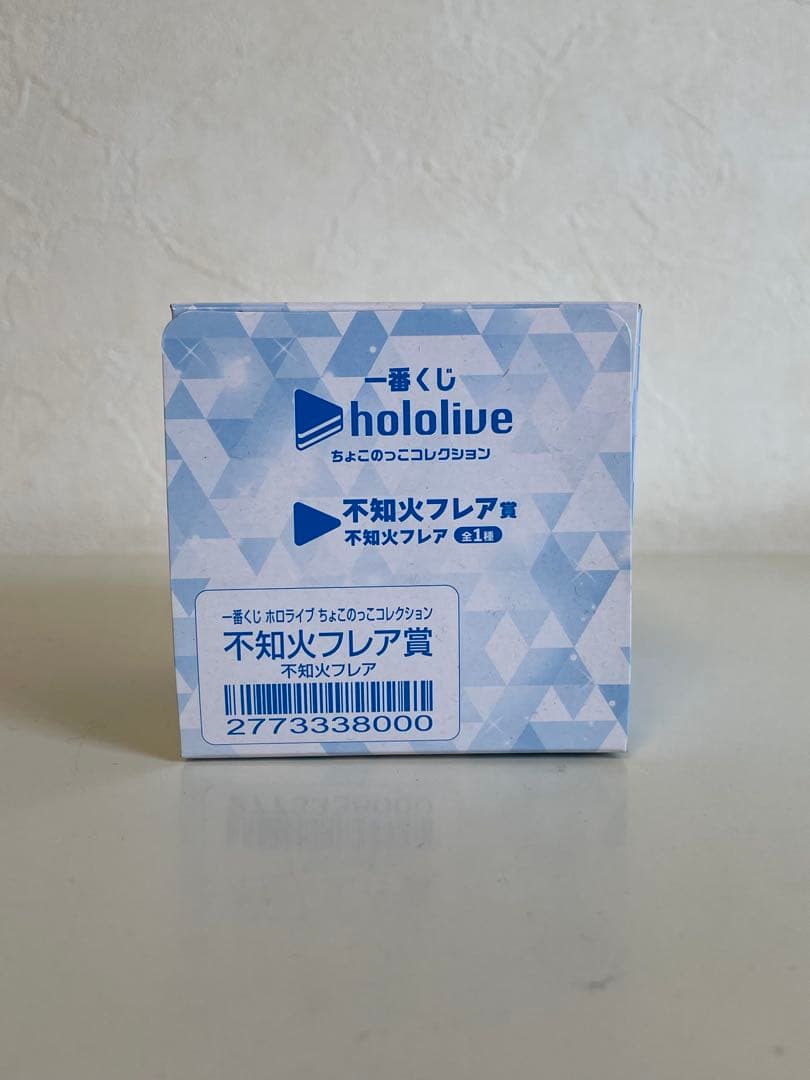 一番くじ
hololive
ちょこのっこコレクション
不知火フレア賞
不知火フレア 全1種
一番くじ ホロライブ ちょこのっこコレクション
不知火フレア賞
不知火フレア
2773338000